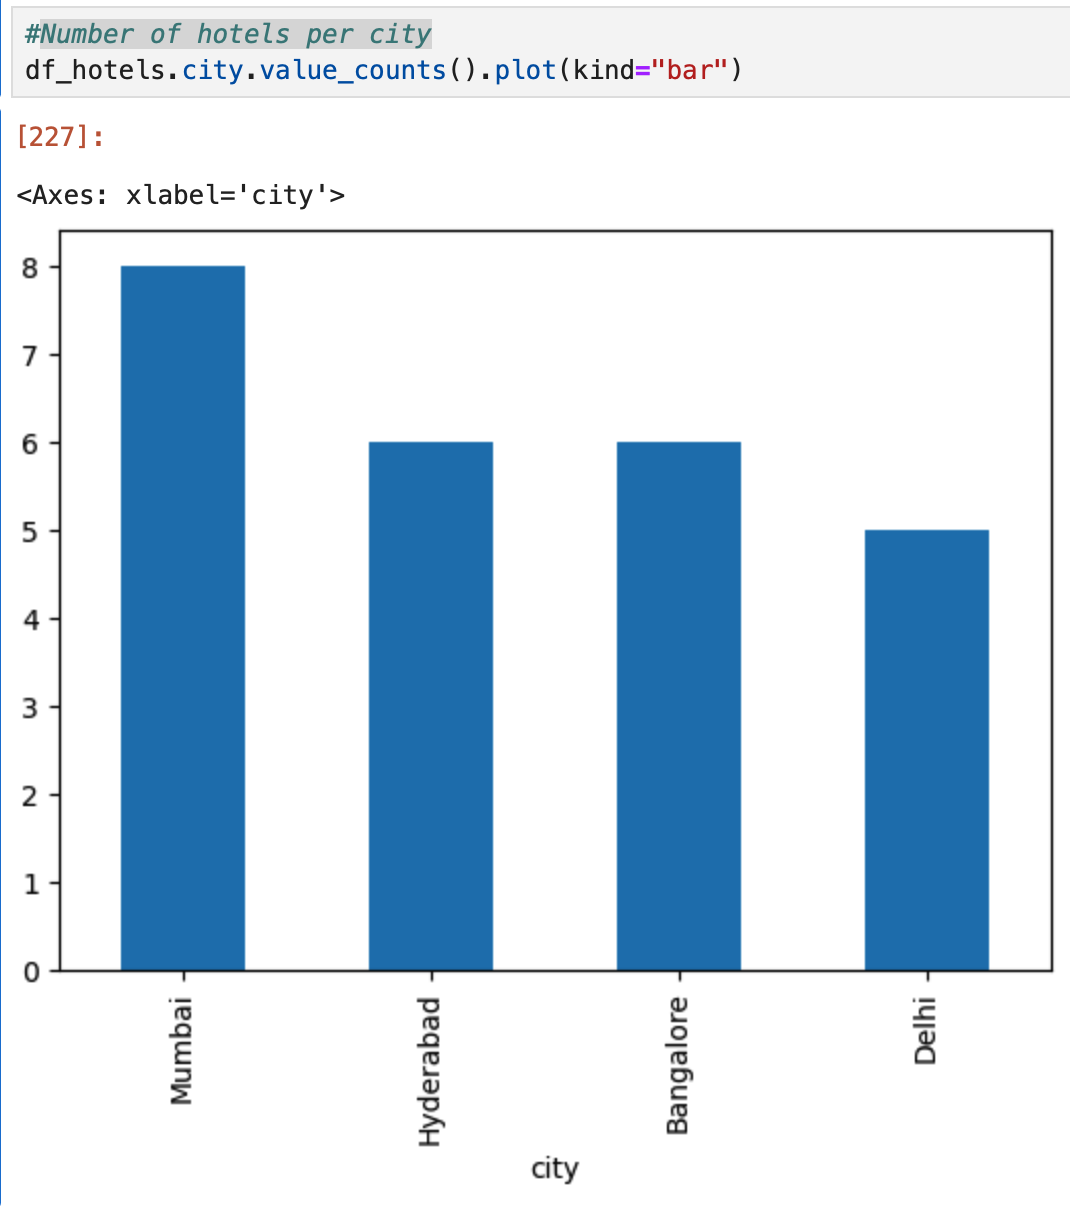 #Number of hotels per city
df_hotels.city.value_counts().plot(kind="bar")
[227]:
<Axes: xlabel='city'>
8
7
6
5
4
3
2
1
0
Mumbai
Hyderabad
Bangalore
Delhi
city